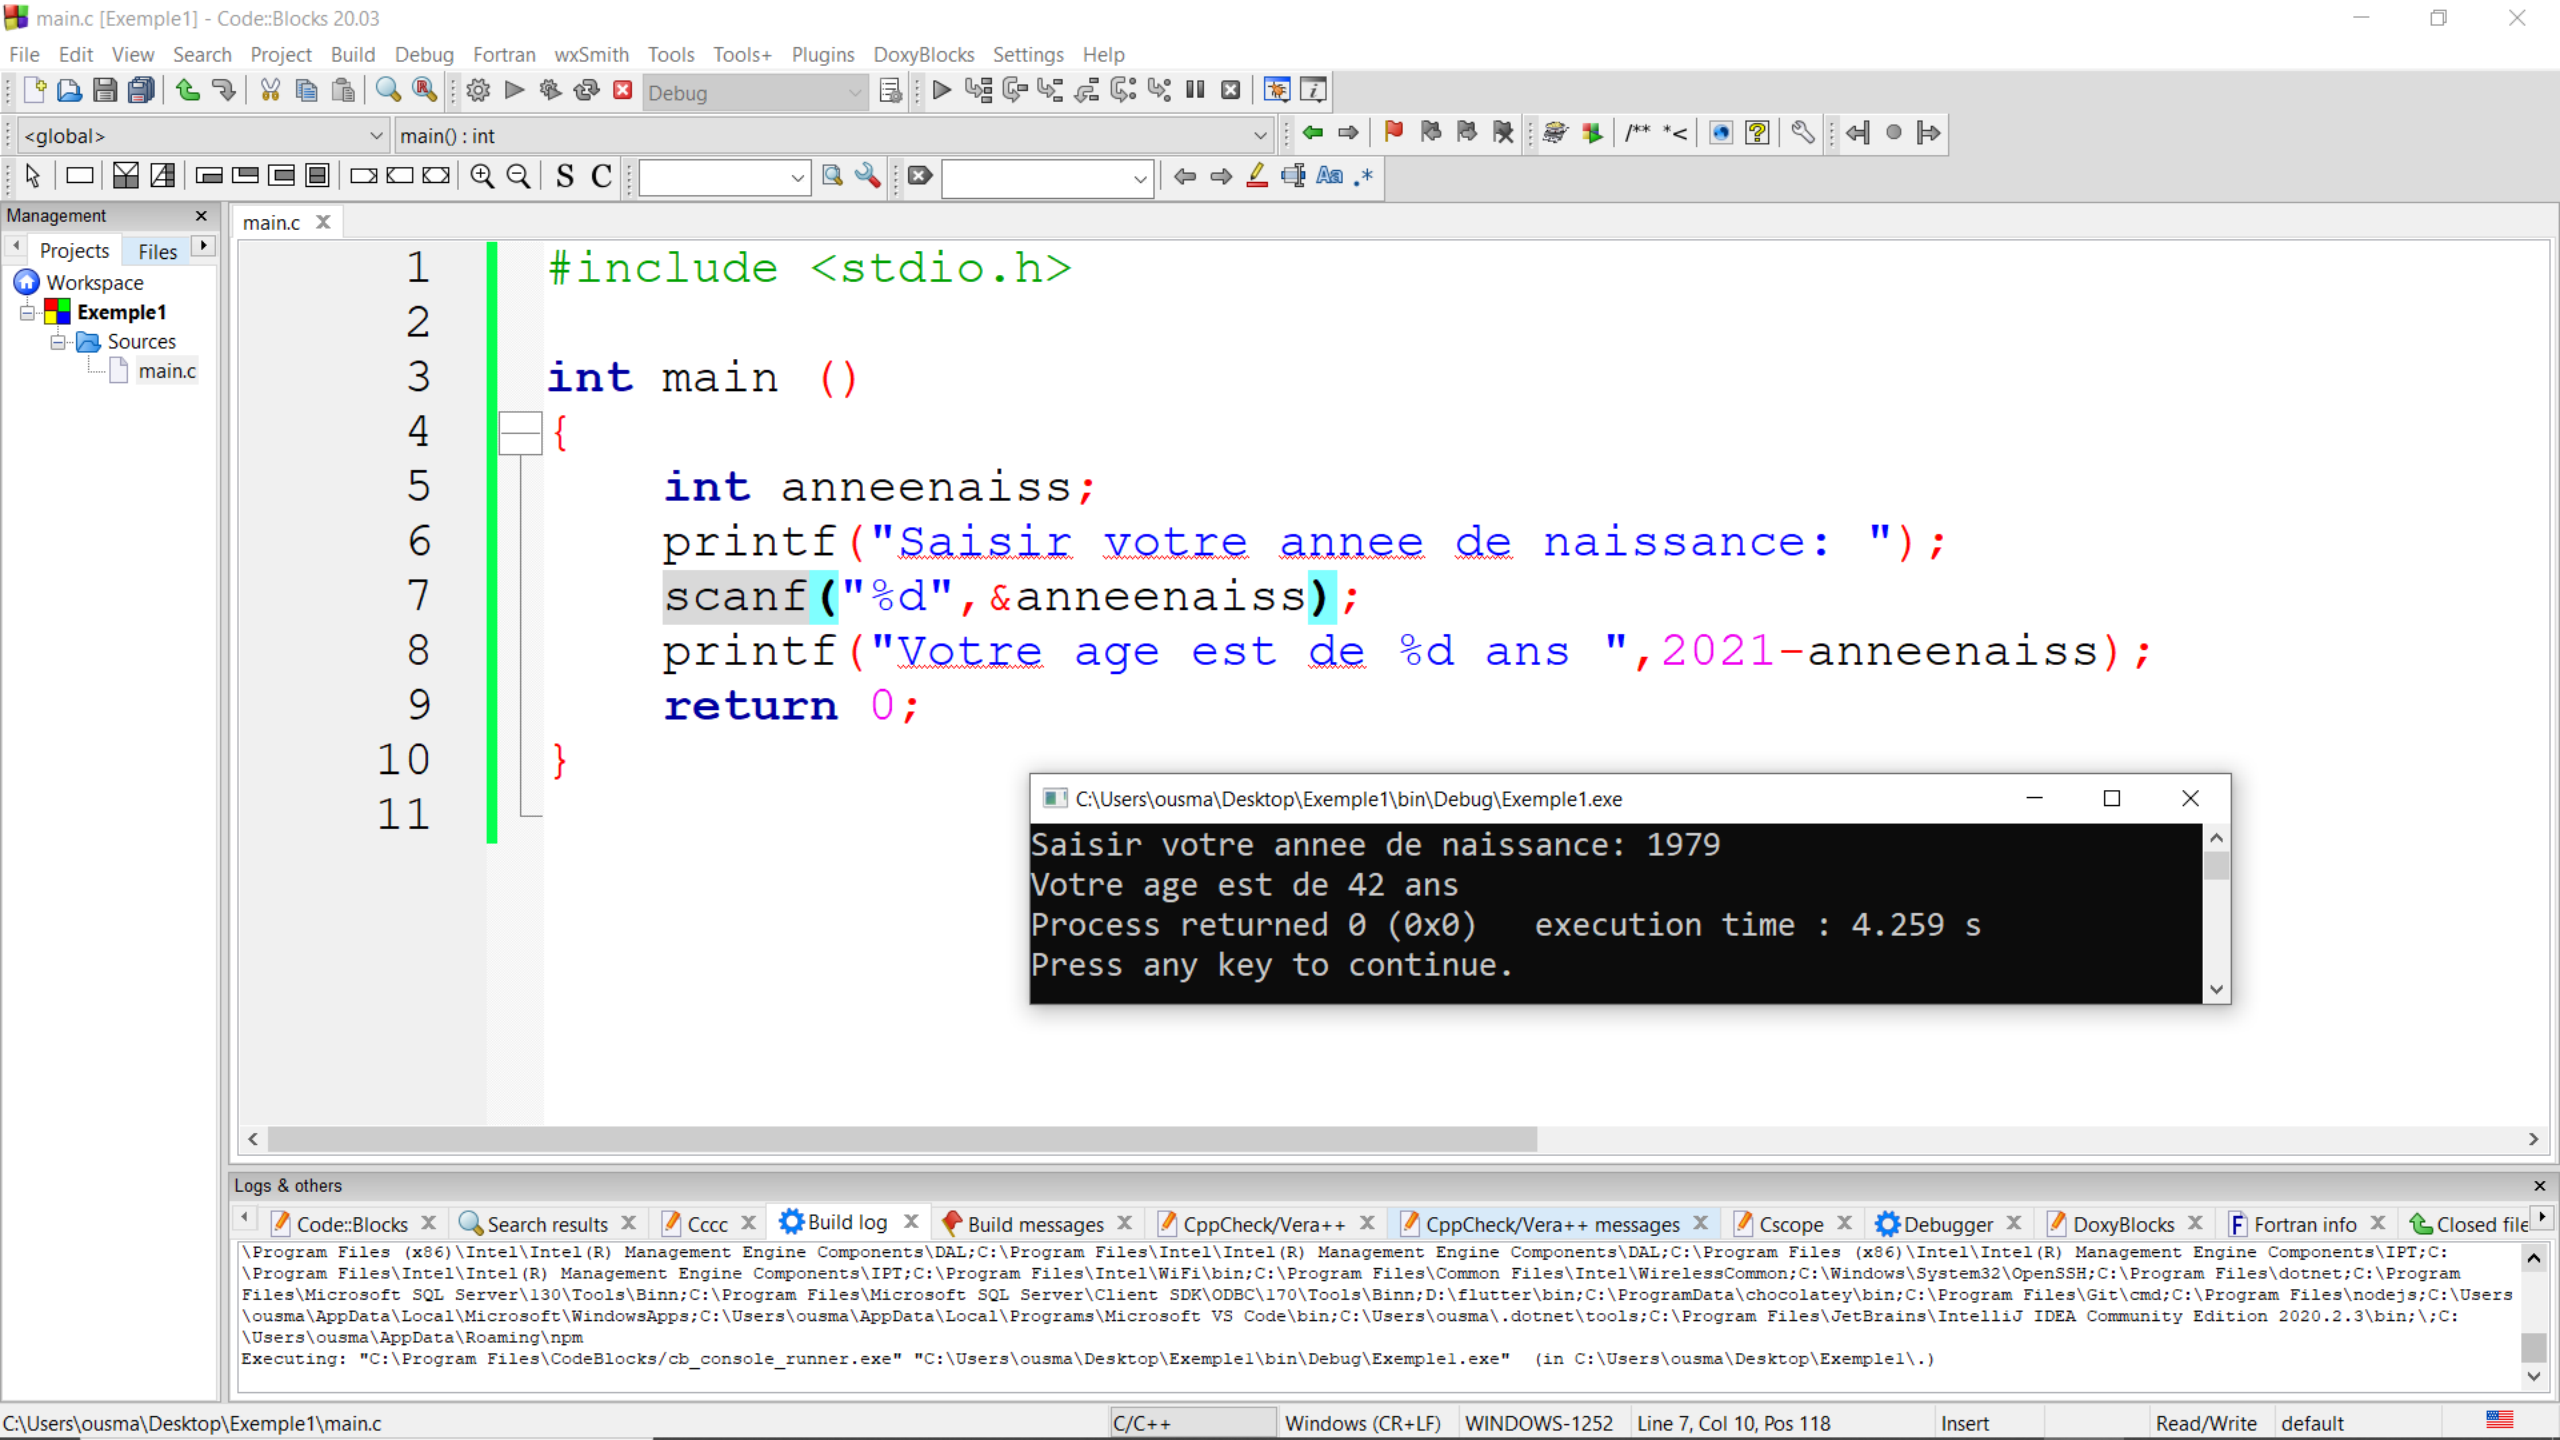 main.c [Exemple1] - Code::Blocks 20.03
File Edit View Search Project Build Debug Fortran wxSmith Tools Tools+ Plugins DoxyBlocks Settings Help
Debug
<global> main() : int /** *<
S C Aa .*
Management
Projects Files
Workspace
Exemple1
Sources
main.c
main.c
1 #include <stdio.h>
2
3 int main ()
4 {
5 int anneenaiss;
6 printf("Saisir votre annee de naissance: ");
7 scanf("%d",&anneenaiss);
8 printf("Votre age est de %d ans ",2021-anneenaiss);
9 return 0;
10 }
11
C:\Users\ousma\Desktop\Exemple1\bin\Debug\Exemple1.exe
Saisir votre annee de naissance: 1979
Votre age est de 42 ans
Process returned 0 (0x0) execution time : 4.259 s
Press any key to continue.
Logs & others
Code::Blocks Search results Cccc Build log Build messages CppCheck/Vera++ CppCheck/Vera++ messages Cscope Debugger DoxyBlocks Fortran info Closed file
\Program Files (x86)\Intel\Intel(R) Management Engine Components\DAL;C:\Program Files\Intel\Intel(R) Management Engine Components\DAL;C:\Program Files (x86)\Intel\Intel(R) Management Engine Components\IPT;C:
\Program Files\Intel\Intel(R) Management Engine Components\IPT;C:\Program Files\Intel\WiFi\bin;C:\Program Files\Common Files\Intel\WirelessCommon;C:\Windows\System32\OpenSSH;C:\Program Files\dotnet;C:\Program
Files\Microsoft SQL Server\130\Tools\Binn;C:\Program Files\Microsoft SQL Server\Client SDK\ODBC\170\Tools\Binn;D:\flutter\bin;C:\ProgramData\chocolatey\bin;C:\Program Files\Git\cmd;C:\Program Files\nodejs;C:\Users
\ousma\AppData\Local\Microsoft\WindowsApps;C:\Users\ousma\AppData\Local\Programs\Microsoft VS Code\bin;C:\Users\ousma\.dotnet\tools;C:\Program Files\JetBrains\IntelliJ IDEA Community Edition 2020.2.3\bin;\;C:
\Users\ousma\AppData\Roaming\npm
Executing: "C:\Program Files\CodeBlocks/cb_console_runner.exe" "C:\Users\ousma\Desktop\Exemple1\bin\Debug\Exemple1.exe" (in C:\Users\ousma\Desktop\Exemple1\.)
C:\Users\ousma\Desktop\Exemple1\main.c C/C++ Windows (CR+LF) WINDOWS-1252 Line 7, Col 10, Pos 118 Insert Read/Write default